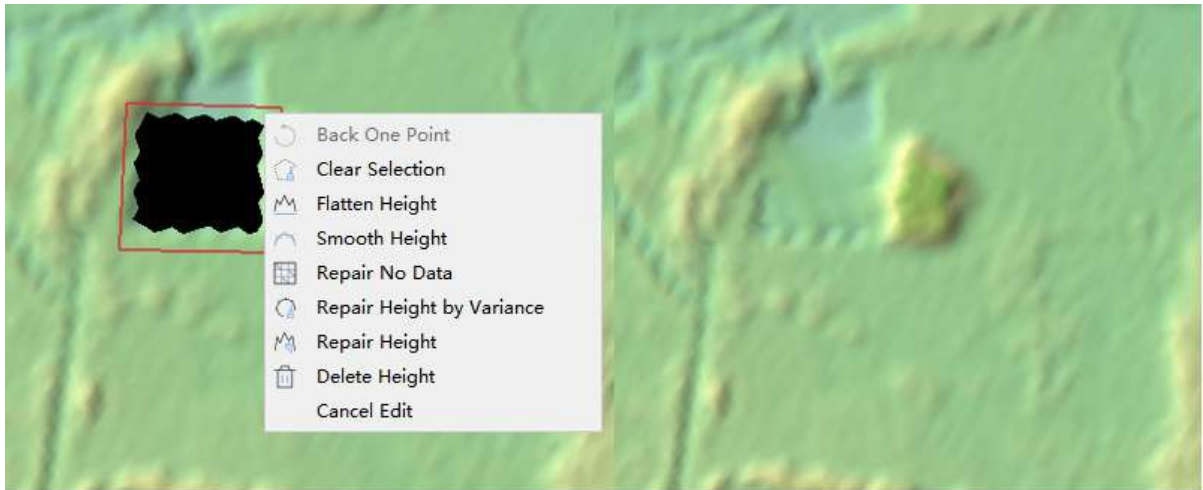 Back One Point
Clear Selection
Flatten Height
Smooth Height
Repair No Data
Repair Height by Variance
Repair Height
Delete Height
Cancel Edit